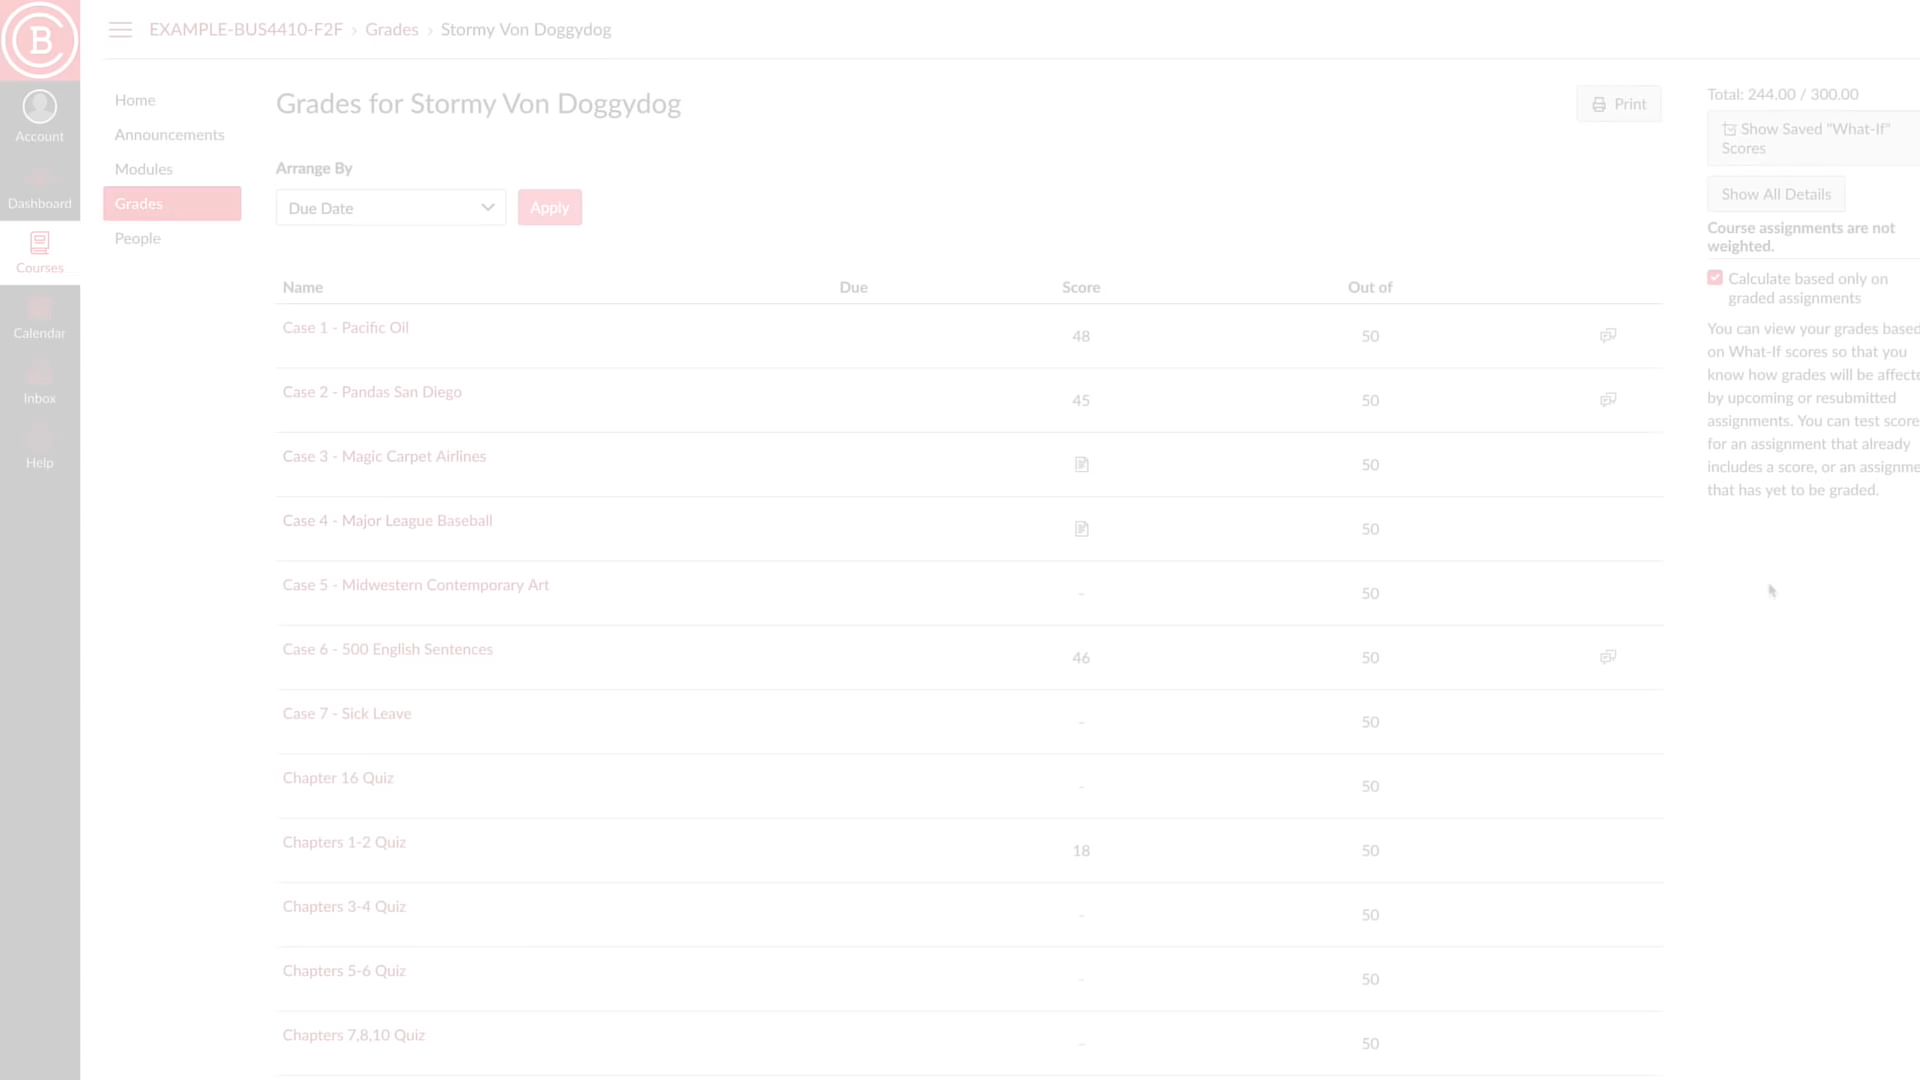 B
EXAMPLE-BUS4410-F2F › Grades › Stormy Von Doggydog
Account
Dashboard
Courses
Calendar
Inbox
Help
Home
Announcements
Modules
Grades
People
Grades for Stormy Von Doggydog
Print
Arrange By
Due Date
Apply
Name Due Score Out of
Case 1 - Pacific Oil 48 50
Case 2 - Pandas San Diego 45 50
Case 3 - Magic Carpet Airlines 50
Case 4 - Major League Baseball 50
Case 5 - Midwestern Contemporary Art - 50
Case 6 - 500 English Sentences 46 50
Case 7 - Sick Leave - 50
Chapter 16 Quiz - 50
Chapters 1-2 Quiz 18 50
Chapters 3-4 Quiz - 50
Chapters 5-6 Quiz - 50
Chapters 7,8,10 Quiz - 50
Total: 244.00 / 300.00
Show Saved "What-If"
Scores
Show All Details
Course assignments are not
weighted.
Calculate based only on
graded assignments
You can view your grades based
on What-If scores so that you
know how grades will be affecte
by upcoming or resubmitted
assignments. You can test score
for an assignment that already
includes a score, or an assignme
that has yet to be graded.